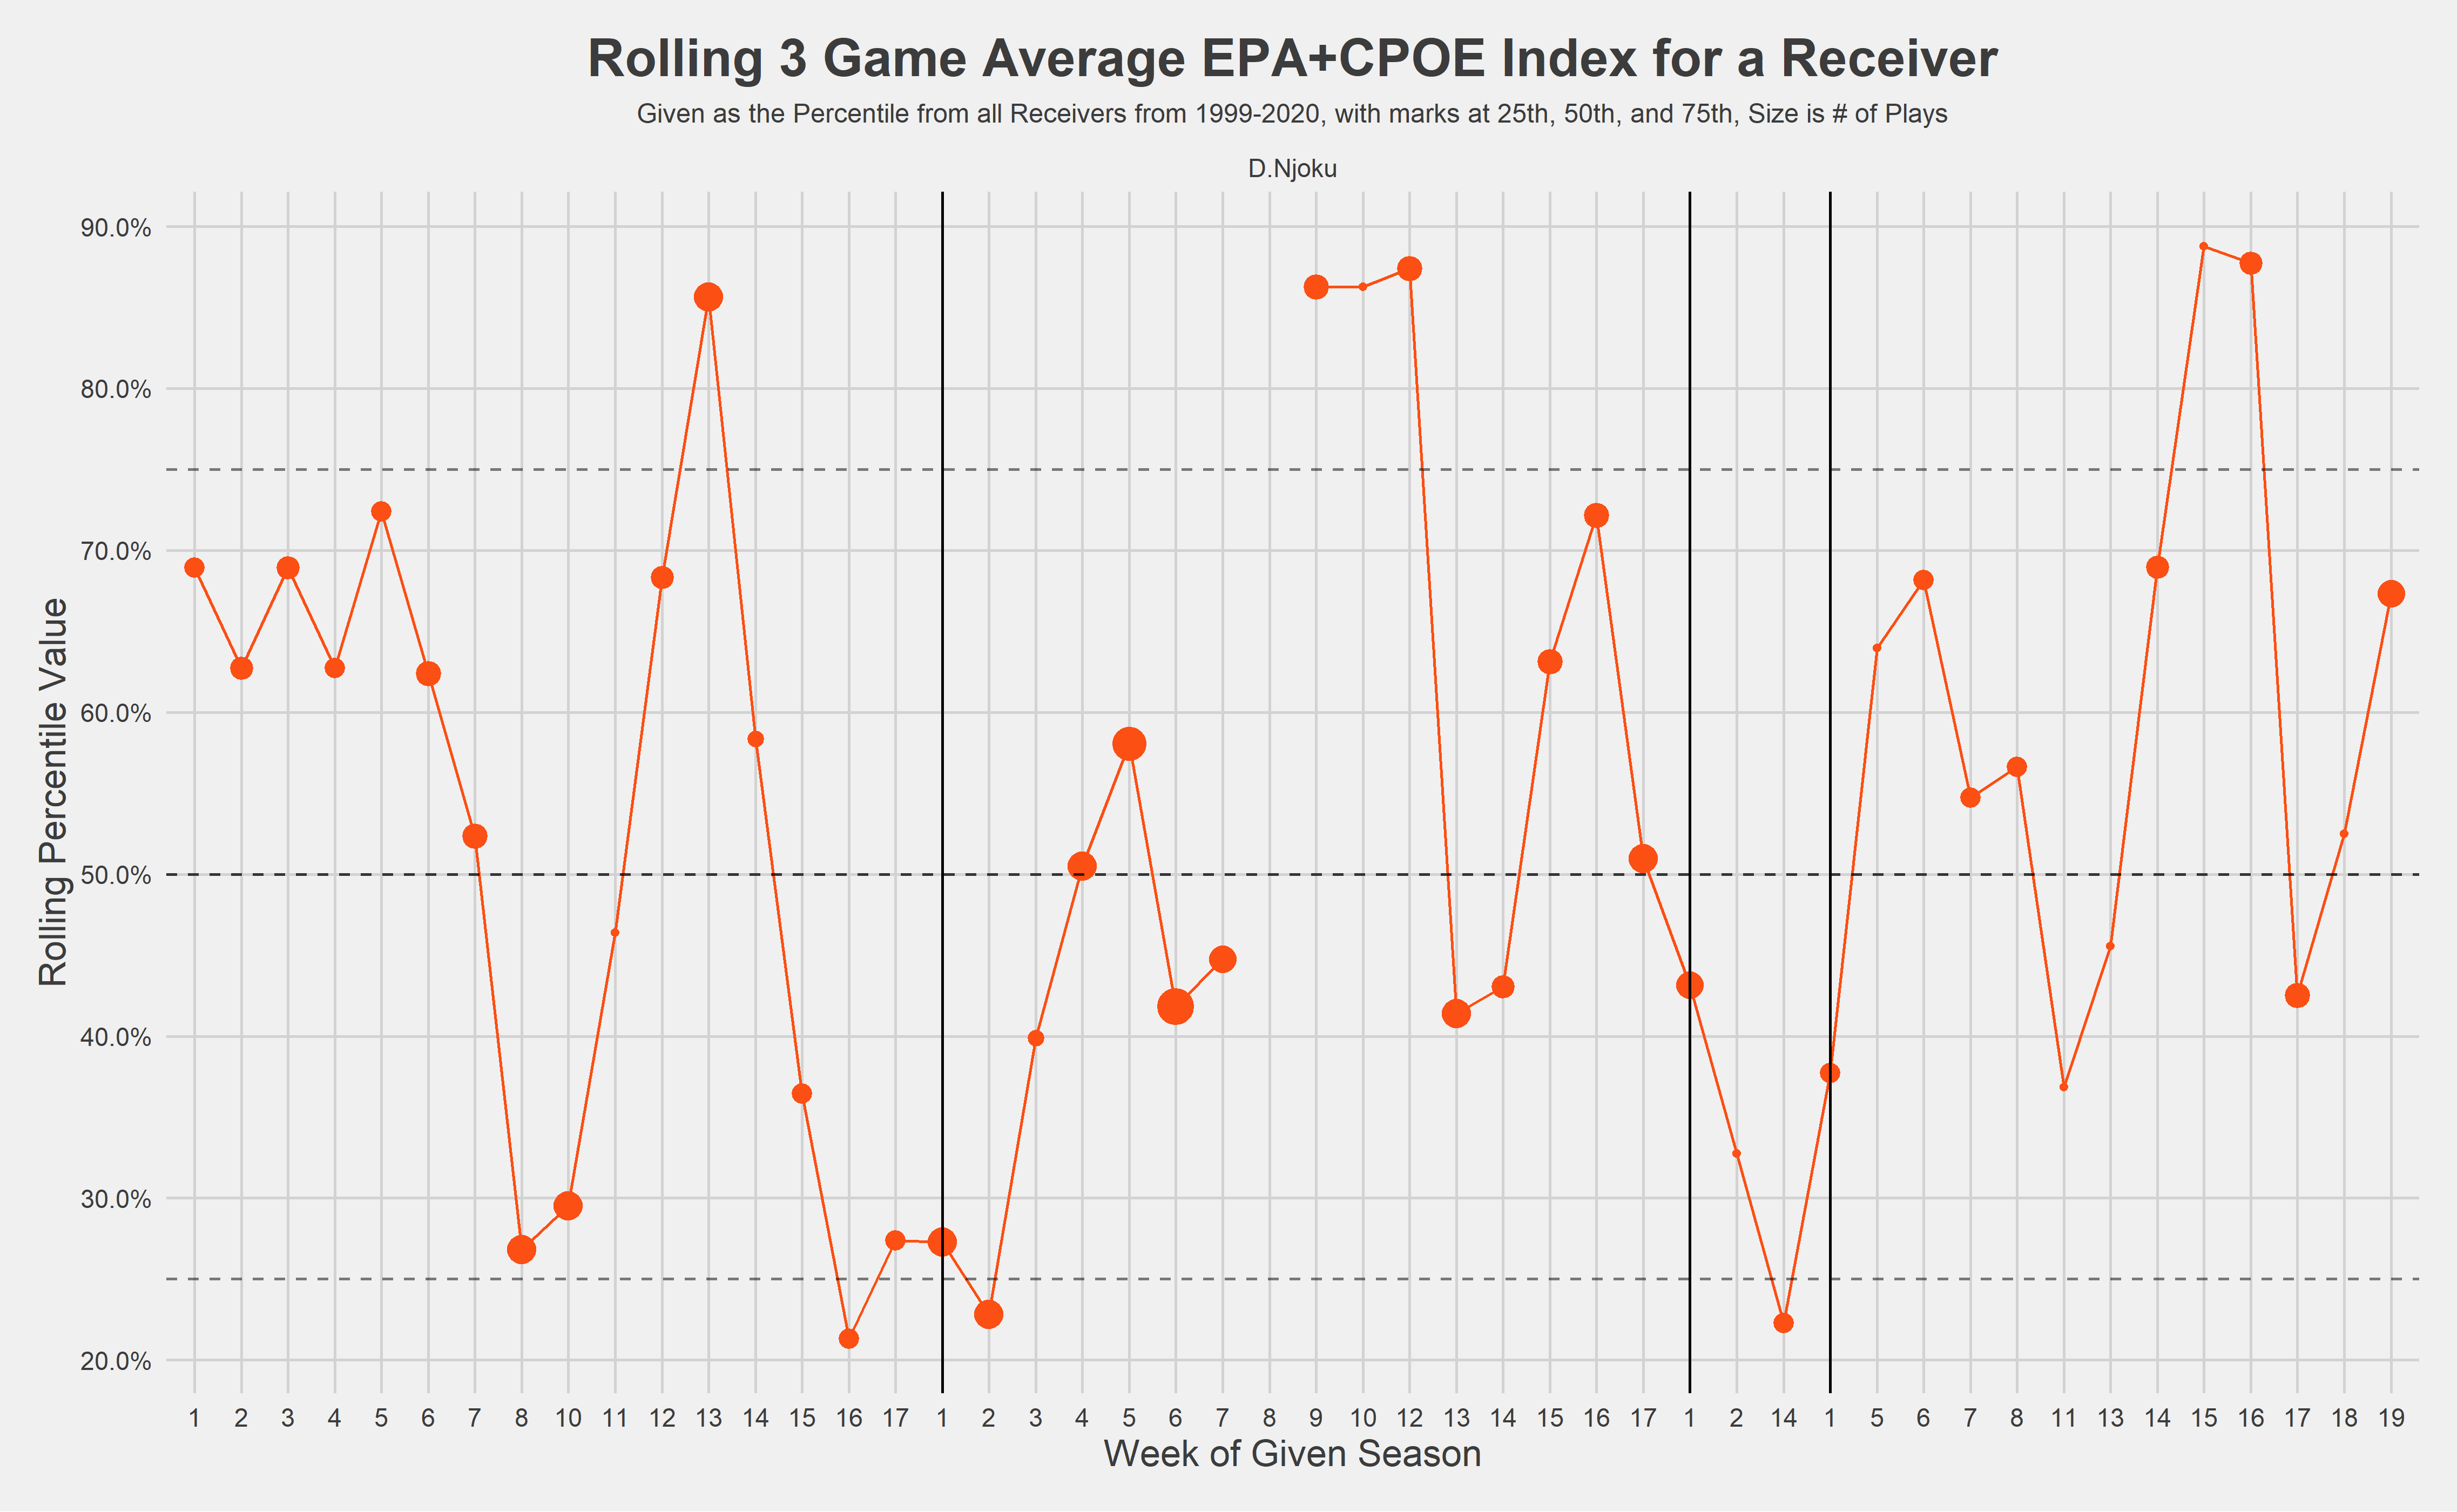 Rolling 3 Game Average EPA+CPOE Index for a Receiver
Given as the Percentile from all Receivers from 1999-2020, with marks at 25th, 50th, and 75th, Size is # of Plays
D.Njoku
Rolling Percentile Value
90.0%
80.0%
70.0%
60.0%
50.0%
40.0%
30.0%
20.0%
1 2 3 4 5 6 7 8 10 11 12 13 14 15 16 17 1 2 3 4 5 6 7 8 9 10 12 13 14 15 16 17 1 2 14 1 5 6 7 8 11 13 14 15 16 17 18 19
Week of Given Season